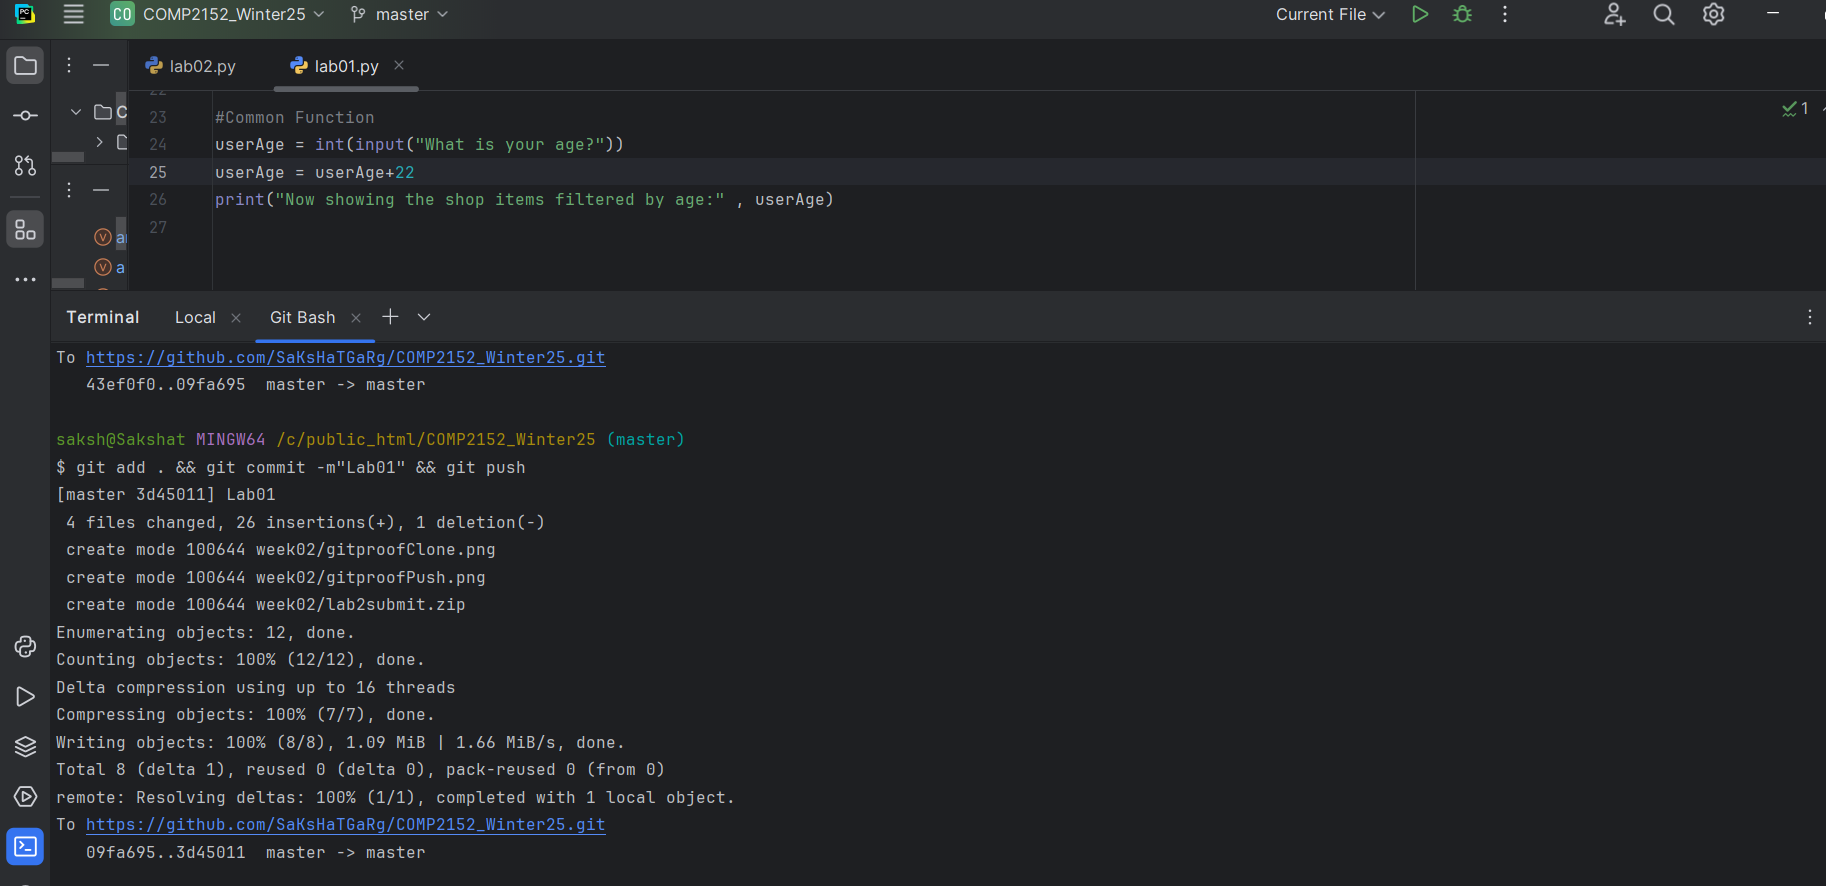 PC
CO COMP2152_Winter25 master Current File
lab02.py lab01.py
22
23 #Common Function
24 userAge = int(input("What is your age?"))
25 userAge = userAge+22
26 print("Now showing the shop items filtered by age:" , userAge)
27
1
C
a
a
Terminal Local Git Bash
To https://github.com/SaKsHaTGaRg/COMP2152_Winter25.git
43ef0f0..09fa695 master -> master
saksh@Sakshat MINGW64 /c/public_html/COMP2152_Winter25 (master)
$ git add . && git commit -m"Lab01" && git push
[master 3d45011] Lab01
4 files changed, 26 insertions(+), 1 deletion(-)
create mode 100644 week02/gitproofClone.png
create mode 100644 week02/gitproofPush.png
create mode 100644 week02/lab2submit.zip
Enumerating objects: 12, done.
Counting objects: 100% (12/12), done.
Delta compression using up to 16 threads
Compressing objects: 100% (7/7), done.
Writing objects: 100% (8/8), 1.09 MiB | 1.66 MiB/s, done.
Total 8 (delta 1), reused 0 (delta 0), pack-reused 0 (from 0)
remote: Resolving deltas: 100% (1/1), completed with 1 local object.
To https://github.com/SaKsHaTGaRg/COMP2152_Winter25.git
09fa695..3d45011 master -> master